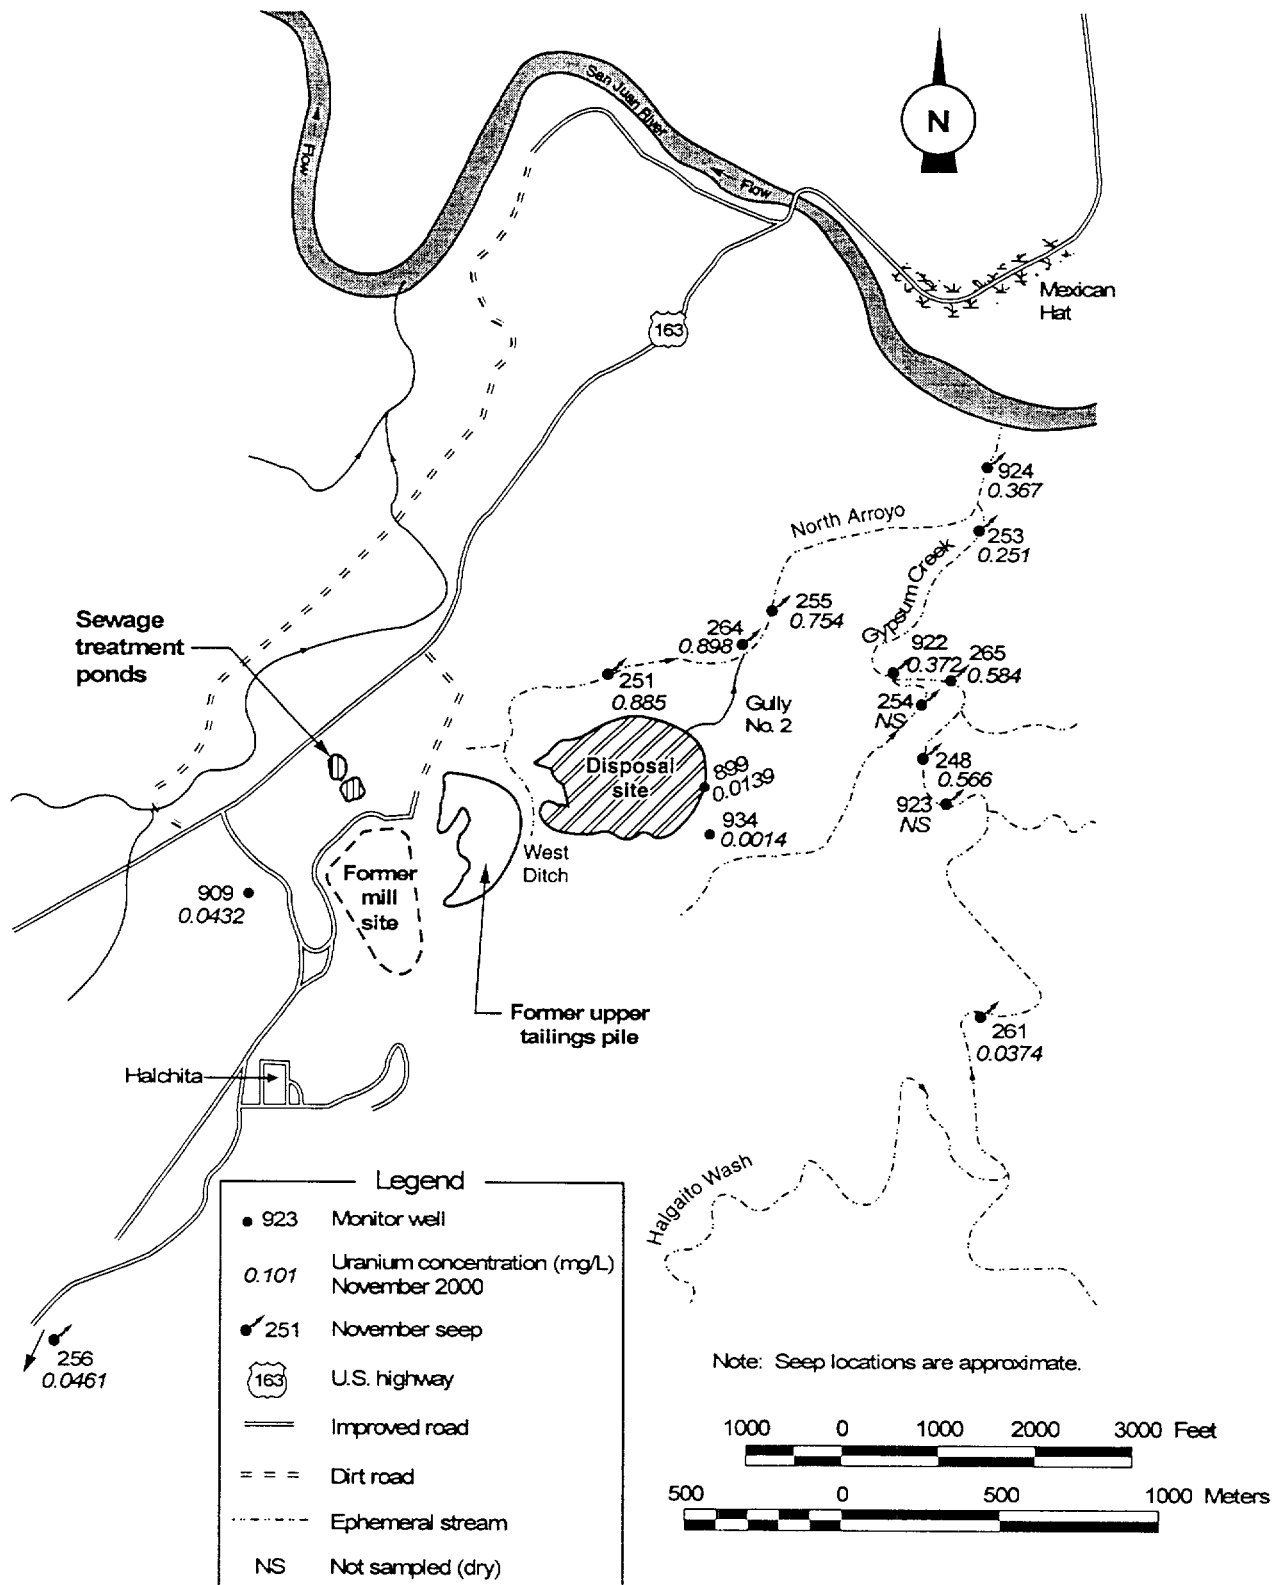 San Juan River
Flow
Flow
N
163
Mexican
Hat
924
0.367
North Arroyo
253
0.251
Gypsum Creek
255
0.754
264
0.898
251
0.885
922
0.372
265
0.584
254
NS
Gully
No. 2
248
0.566
923
NS
Sewage
treatment
ponds
Disposal
site
899
0.0139
934
0.0014
West
Ditch
Former
mill
site
909
0.0432
Former upper
tailings pile
261
0.0374
Halchita
Halgaito Wash
256
0.0461
Legend
923 Monitor well
0.101 Uranium concentration (mg/L)
November 2000
251 November seep
163 U.S. highway
Improved road
Dirt road
Ephemeral stream
NS Not sampled (dry)
Note: Seep locations are approximate.
1000 0 1000 2000 3000 Feet
500 0 500 1000 Meters